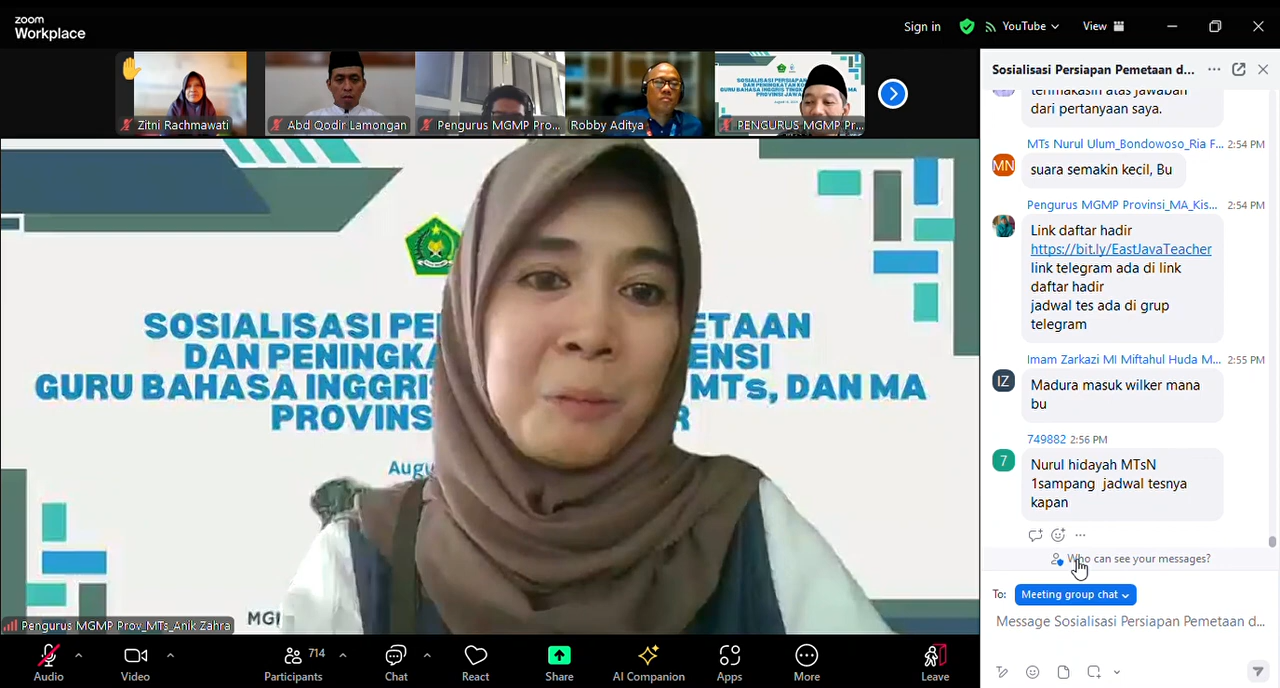 zoom
Workplace
Sign in
YouTube
View
Zitni Rachmawati
Abd Qodir Lamongan
Pengurus MGMP Pro...
Robby Aditya
PENGURUS MGMP Pr...
SOSIALISASI PE ETAAN
DAN PENINGKA ENSI
GURU BAHASA INGGRI MTs, DAN MA
PROVINS R
Augu
MGI
Pengurus MGMP Prov_MTs_Anik Zahra
Audio
Video
714
Participants
Chat
React
Share
AI Companion
Apps
More
Leave
Sosialisasi Persiapan Pemetaan d...
terimakasih atas jawaban
dari pertanyaan saya.
MTs Nurul Ulum_Bondowoso_Ria F... 2:54 PM
MN
suara semakin kecil, Bu
Pengurus MGMP Provinsi_MA_Kis... 2:54 PM
Link daftar hadir
https://bit.ly/EastJavaTeacher
link telegram ada di link
daftar hadir
jadwal tes ada di grup
telegram
Imam Zarkazi MI Miftahul Huda M... 2:55 PM
IZ
Madura masuk wilker mana
bu
749882 2:56 PM
7
Nurul hidayah MTsN
1sampang jadwal tesnya
kapan
Who can see your messages?
To: Meeting group chat
Message Sosialisasi Persiapan Pemetaan d...